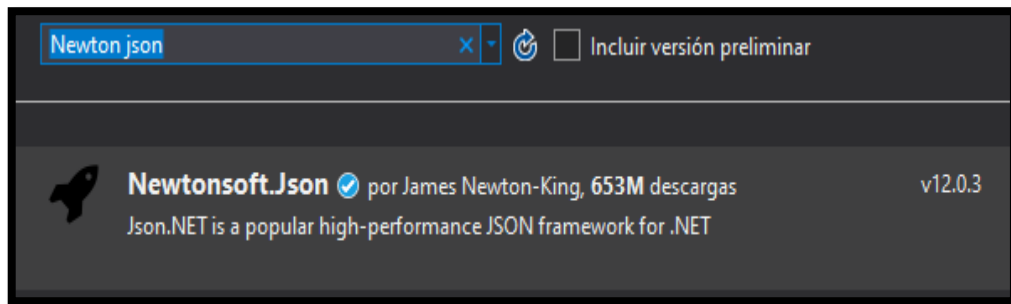 Newton json
Incluir versión preliminar
Newtonsoft.Json por James Newton-King, 653M descargas v12.0.3
Json.NET is a popular high-performance JSON framework for .NET